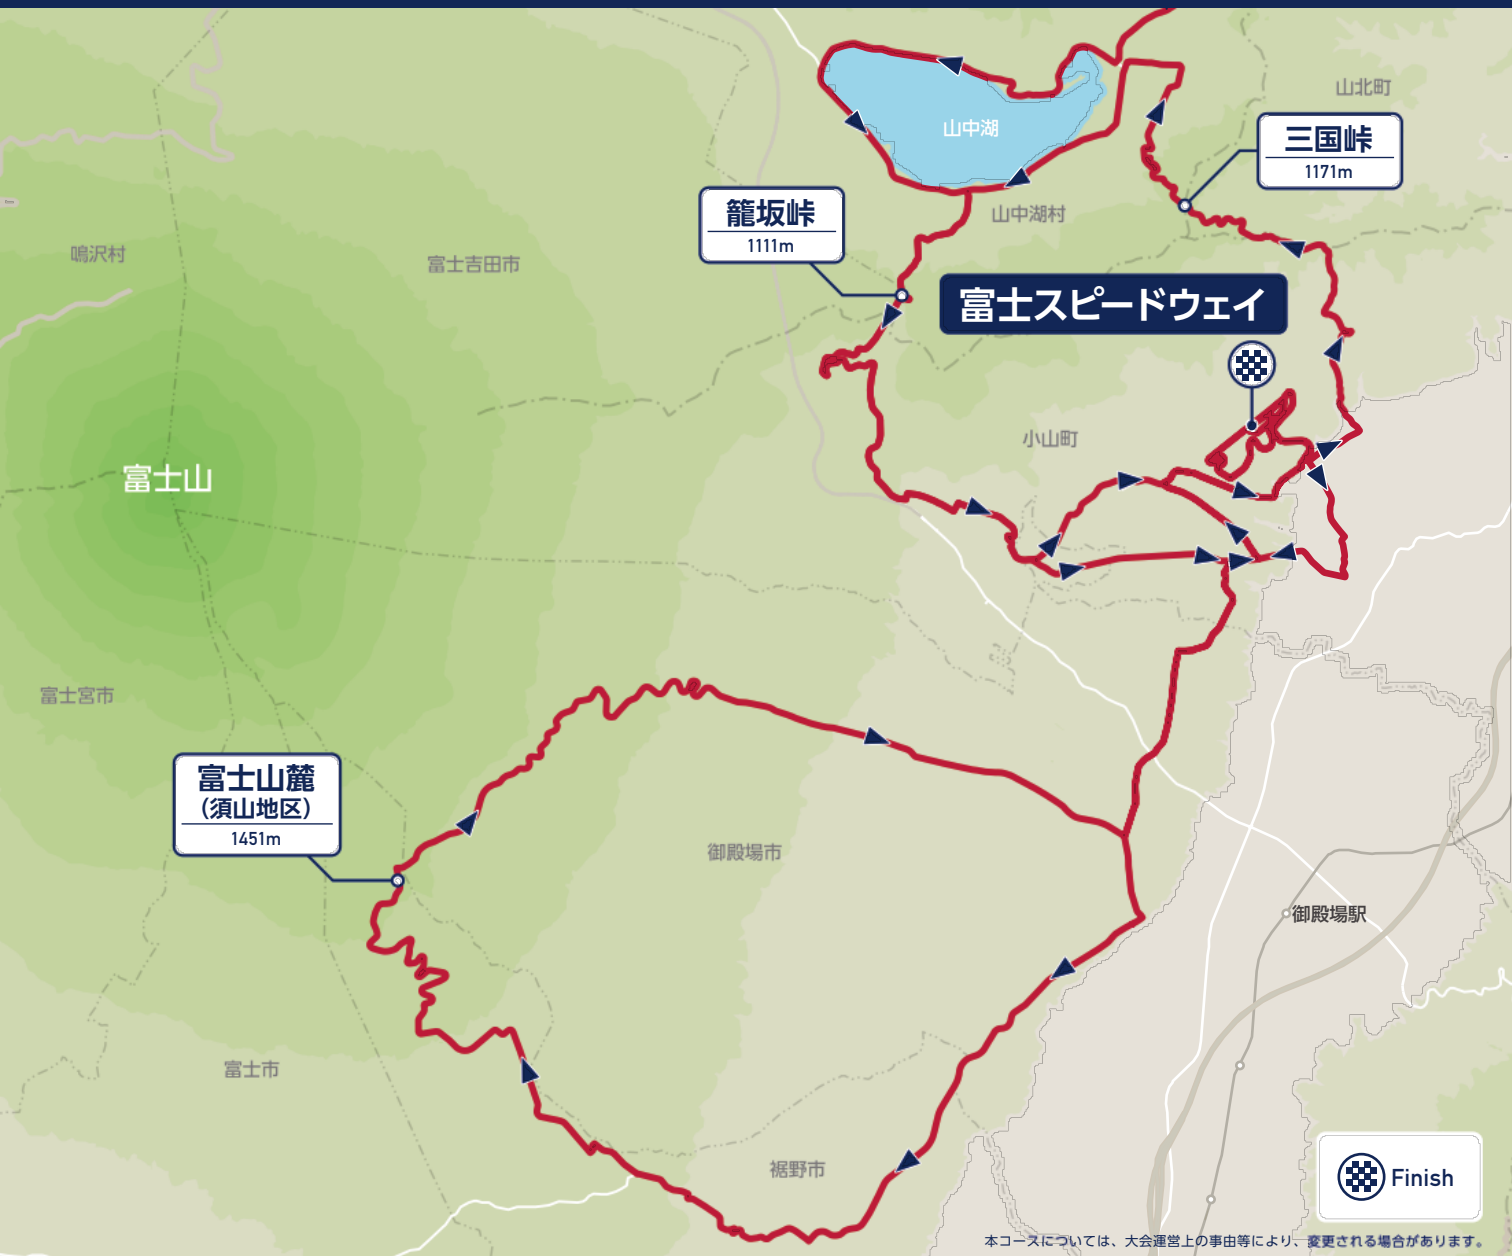 山北町
三国峠
1171m
山中湖
籠坂峠
1111m
山中湖村
鳴沢村
富士吉田市
富士スピードウェイ
小山町
富士山
富士宮市
富士山麓
(須山地区)
1451m
御殿場市
御殿場駅
富士市
裾野市
Finish
本コースについては、大会運営上の事由等により、変更される場合があります。